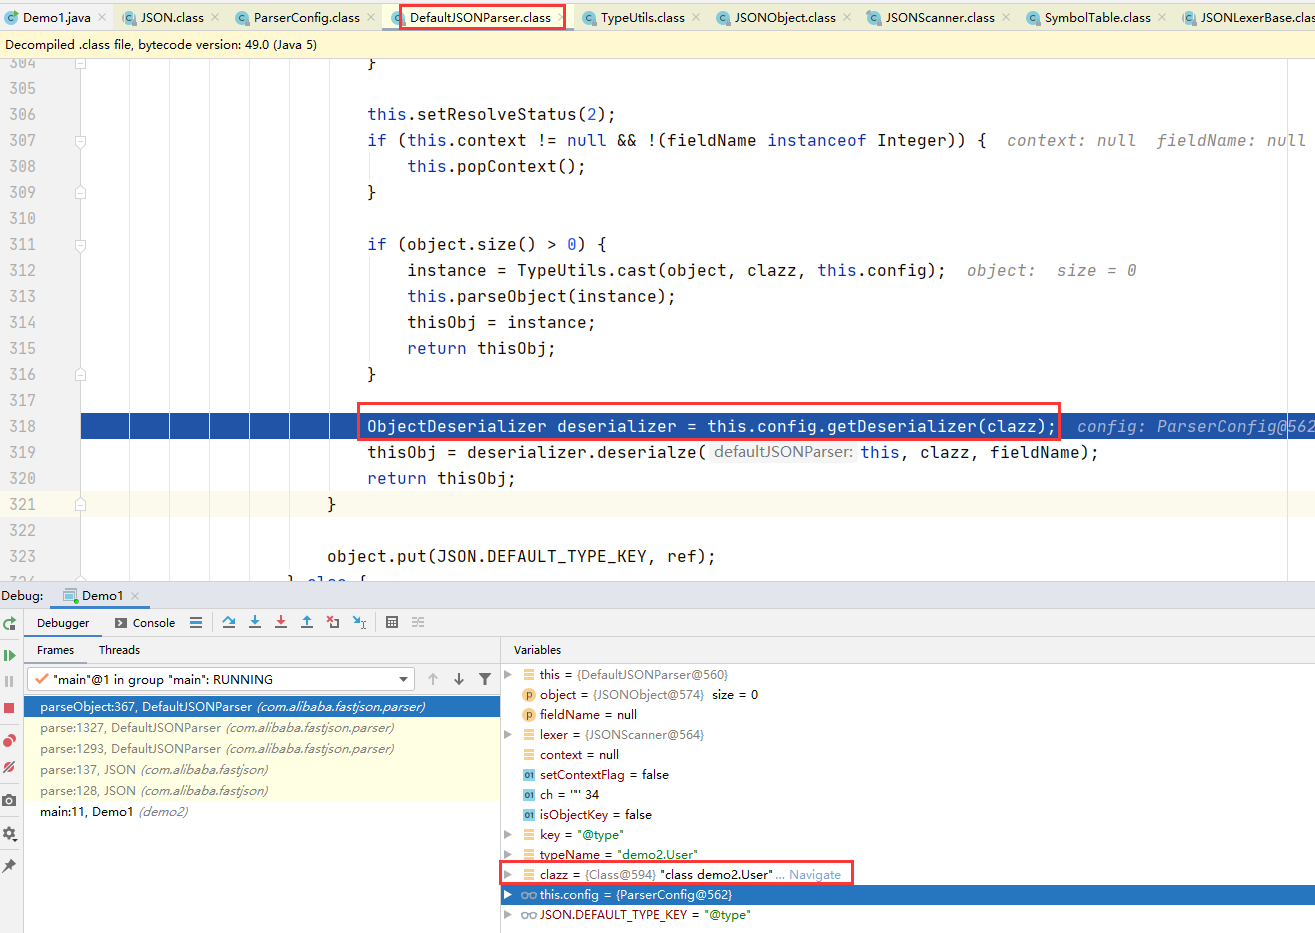 Demo1.java JSON.class ParserConfig.class DefaultJSONParser.class TypeUtils.class JSONObject.class JSONScanner.class SymbolTable.class JSONLexerBase.clas
Decompiled .class file, bytecode version: 49.0 (Java 5)
304 }
305
306 this.setResolveStatus(2);
307 if (this.context != null && !(fieldName instanceof Integer)) { context: null fieldName: null
308 this.popContext();
309 }
310
311 if (object.size() > 0) {
312 instance = TypeUtils.cast(object, clazz, this.config); object: size = 0
313 this.parseObject(instance);
314 thisObj = instance;
315 return thisObj;
316 }
317
318 ObjectDeserializer deserializer = this.config.getDeserializer(clazz); config: ParserConfig@562
319 thisObj = deserializer.deserialze( defaultJSONParser: this, clazz, fieldName);
320 return thisObj;
321 }
322
323 object.put(JSON.DEFAULT_TYPE_KEY, ref);
324 } else {
Debug: Demo1
Debugger Console
Frames Threads
"main"@1 in group "main": RUNNING
parseObject:367, DefaultJSONParser (com.alibaba.fastjson.parser)
parse:1327, DefaultJSONParser (com.alibaba.fastjson.parser)
parse:1293, DefaultJSONParser (com.alibaba.fastjson.parser)
parse:137, JSON (com.alibaba.fastjson)
parse:128, JSON (com.alibaba.fastjson)
main:11, Demo1 (demo2)
Variables
this = {DefaultJSONParser@560}
p object = {JSONObject@574} size = 0
p fieldName = null
lexer = {JSONScanner@564}
context = null
01 setContextFlag = false
01 ch = '"' 34
01 isObjectKey = false
key = "@type"
typeName = "demo2.User"
clazz = {Class@594} "class demo2.User"... Navigate
this.config = {ParserConfig@562}
JSON.DEFAULT_TYPE_KEY = "@type"